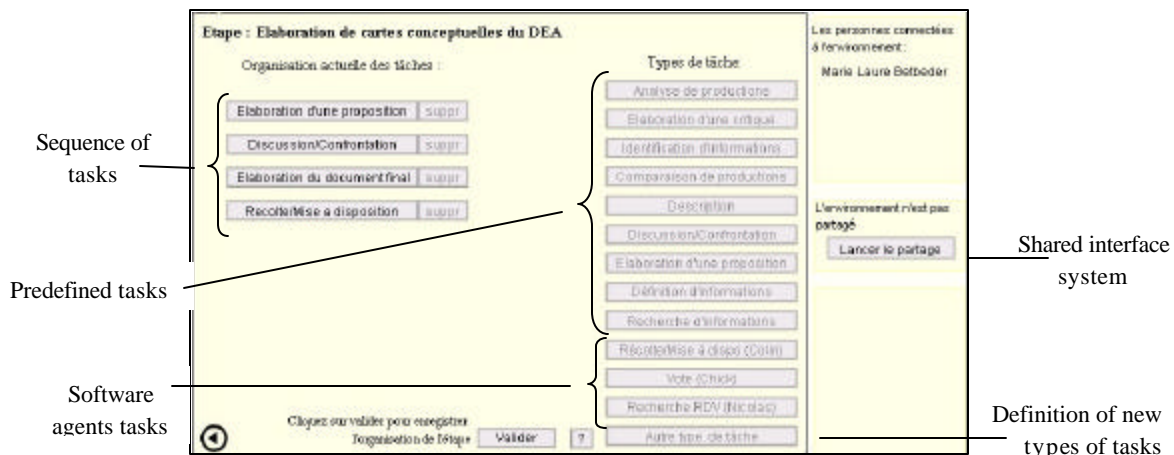 Etape : Elaboration de cartes conceptuelles du DEA
Organisation actuelle des tâches :
Elaboration d'une proposition suppr
Discussion/Confrontation suppr
Elaboration du document final suppr
Recolte/Mise a disposition suppr
Types de tâche
Analyse de productions
Elaboration d'une critique
Identification d'informations
Comparaison de productions
Description
Discussion/Confrontation
Elaboration d'une proposition
Définition d'informations
Recherche d'informations
Récolte/Mise à dispo (Colin)
Vote (Chick)
Recherche RDV (Nicolas)
Autre type de tâche
Cliquez sur valider pour enregistrer
l'organisation de l'étape Valider ?
Les personnes connectées
à l'environnement :
Marie Laure Betbeder
L'environnement n'est pas
partagé
Lancer le partage
Sequence of
tasks
Predefined tasks
Software
agents tasks
Shared interface
system
Definition of new
types of tasks